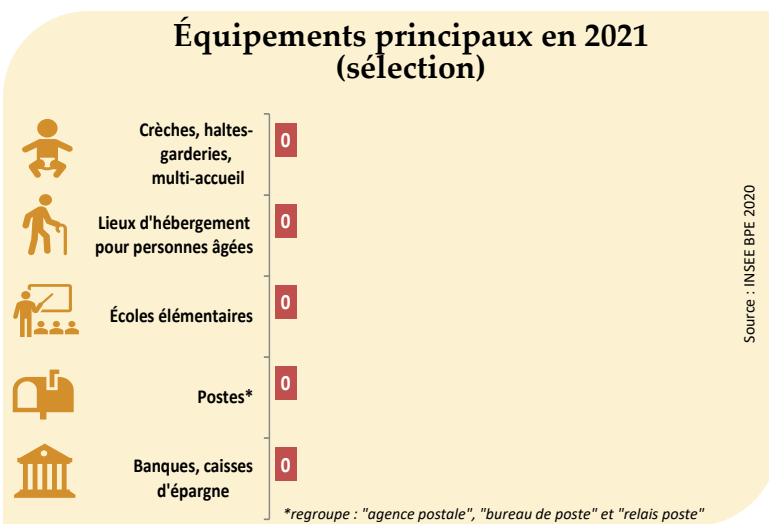 Équipements principaux en 2021
(sélection)
Crèches, haltes-
garderies,
multi-accueil
0
Lieux d'hébergement
pour personnes âgées
0
Écoles élémentaires
0
Postes*
0
Banques, caisses
d'épargne
0
*regroupe : "agence postale", "bureau de poste" et "relais poste"
Source : INSEE BPE 2020